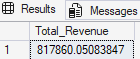 Results Messages
Total_Revenue
1 817860.05083847